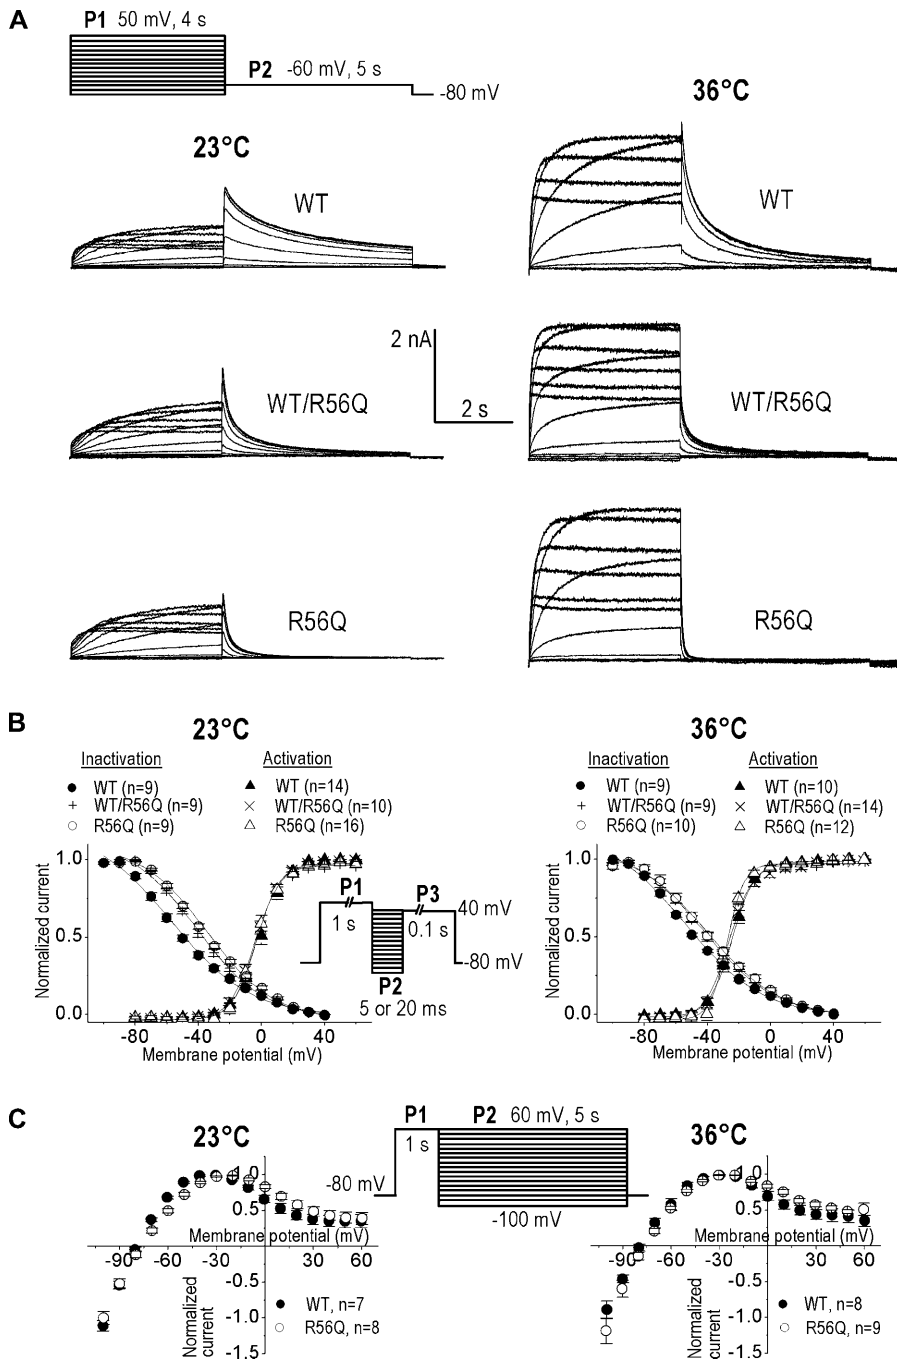 A
P1 50 mV, 4 s
P2 -60 mV, 5 s
-80 mV
23°C
36°C
WT
WT
2 nA
2 s
WT/R56Q
WT/R56Q
R56Q
R56Q
B
23°C
36°C
Inactivation Activation
WT (n=9) WT (n=14)
WT/R56Q (n=9) WT/R56Q (n=10)
R56Q (n=9) R56Q (n=16)
Inactivation Activation
WT (n=9) WT (n=10)
WT/R56Q (n=9) WT/R56Q (n=14)
R56Q (n=10) R56Q (n=12)
Normalized current
1.0
0.5
0.0
-80 -40 0 40
Membrane potential (mV)
P1 P3
40 mV
1 s 0.1 s
-80 mV
P2
5 or 20 ms
Normalized current
1.0
0.5
0.0
-80 -40 0 40
Membrane potential (mV)
C
23°C
P1 P2 60 mV, 5 s
36°C
1 s
-80 mV
-100 mV
1.0
0.5
Membrane potential (mV)
-90 -60 -30 0 30 60
-0.5
-1.0
-1.5
Normalized
current
WT, n=7
R56Q, n=8
1.0
0.5
Membrane potential (mV)
-90 -60 -30 0 30 60
-0.5
-1.0
-1.5
Normalized
current
WT, n=8
R56Q, n=9